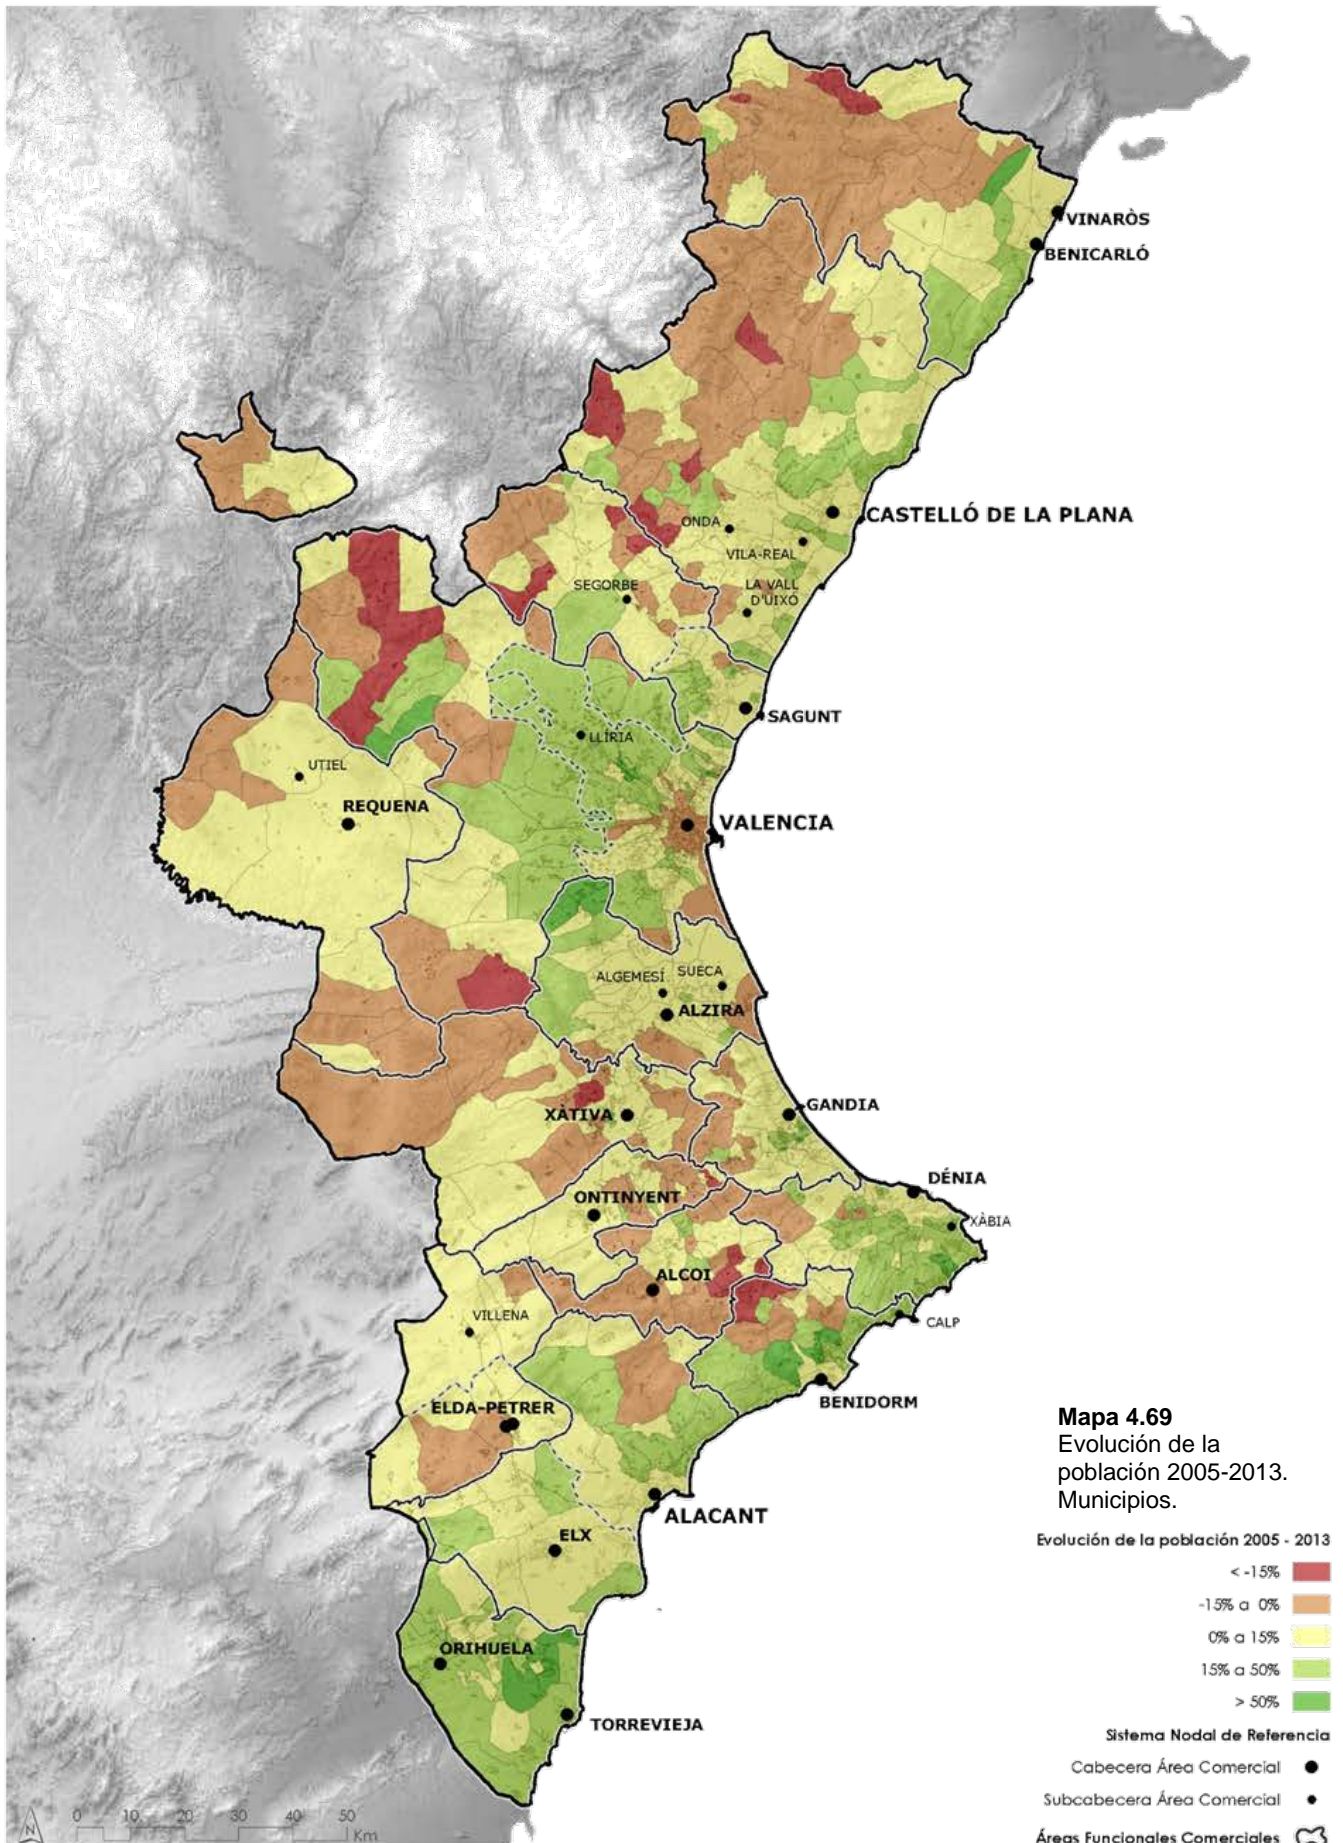 VINARÒS
BENICARLÓ
CASTELLÓ DE LA PLANA
ONDA
VILA-REAL
SEGORBE
LA VALL
D'UIXÓ
SAGUNT
LLÍRIA
UTIEL
REQUENA
VALENCIA
ALGEMESÍ
SUECA
ALZIRA
XÀTIVA
GANDIA
DÉNIA
ONTINYENT
XÀBIA
ALCOI
VILLENA
CALP
BENIDORM
ELDA-PETRER
ALACANT
ELX
ORIHUELA
TORREVIEJA
Mapa 4.69
Evolución de la
población 2005-2013.
Municipios.
Evolución de la población 2005 - 2013
< -15%
-15% a 0%
0% a 15%
15% a 50%
> 50%
Sistema Nodal de Referencia
Cabecera Área Comercial
Subcabecera Área Comercial
Áreas Funcionales Comerciales
N
0 10 20 30 40 50
Km